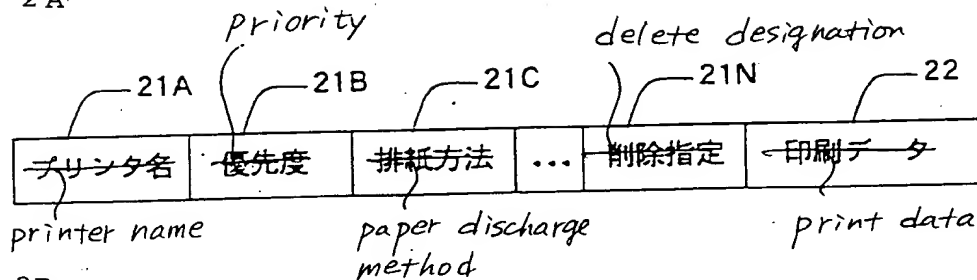 2A
priority
delete designation
21A 21B 21C 21N 22
プリンタ名 優先度 排紙方法 ... 削除指定 印刷データ
printer name paper discharge method print data